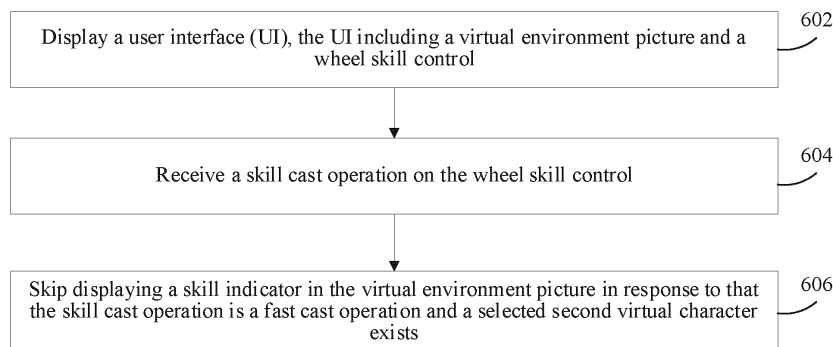 602
Display a user interface (UI), the UI including a virtual environment picture and a
wheel skill control
604
Receive a skill cast operation on the wheel skill control
606
Skip displaying a skill indicator in the virtual environment picture in response to that
the skill cast operation is a fast cast operation and a selected second virtual character
exists